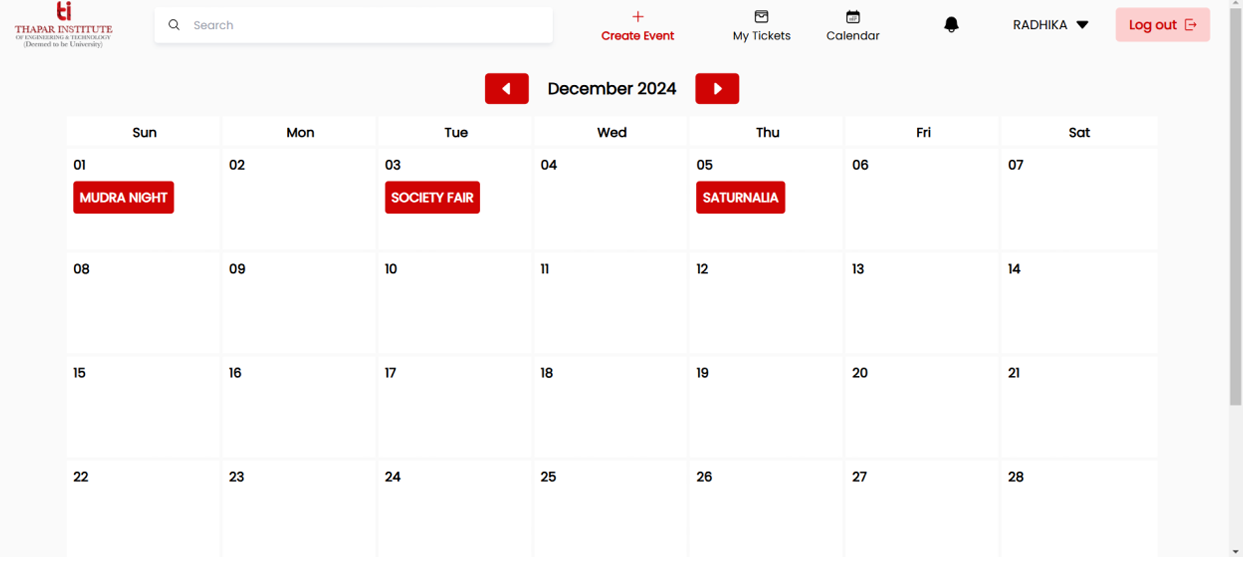 ti
THAPAR INSTITUTE
OF ENGINEERING & TECHNOLOGY
(Deemed to be University)
Search
Create Event
My Tickets
Calendar
RADHIKA
Log out
December 2024
Sun Mon Tue Wed Thu Fri Sat
01 02 03 04 05 06 07
MUDRA NIGHT SOCIETY FAIR SATURNALIA
08 09 10 11 12 13 14
15 16 17 18 19 20 21
22 23 24 25 26 27 28